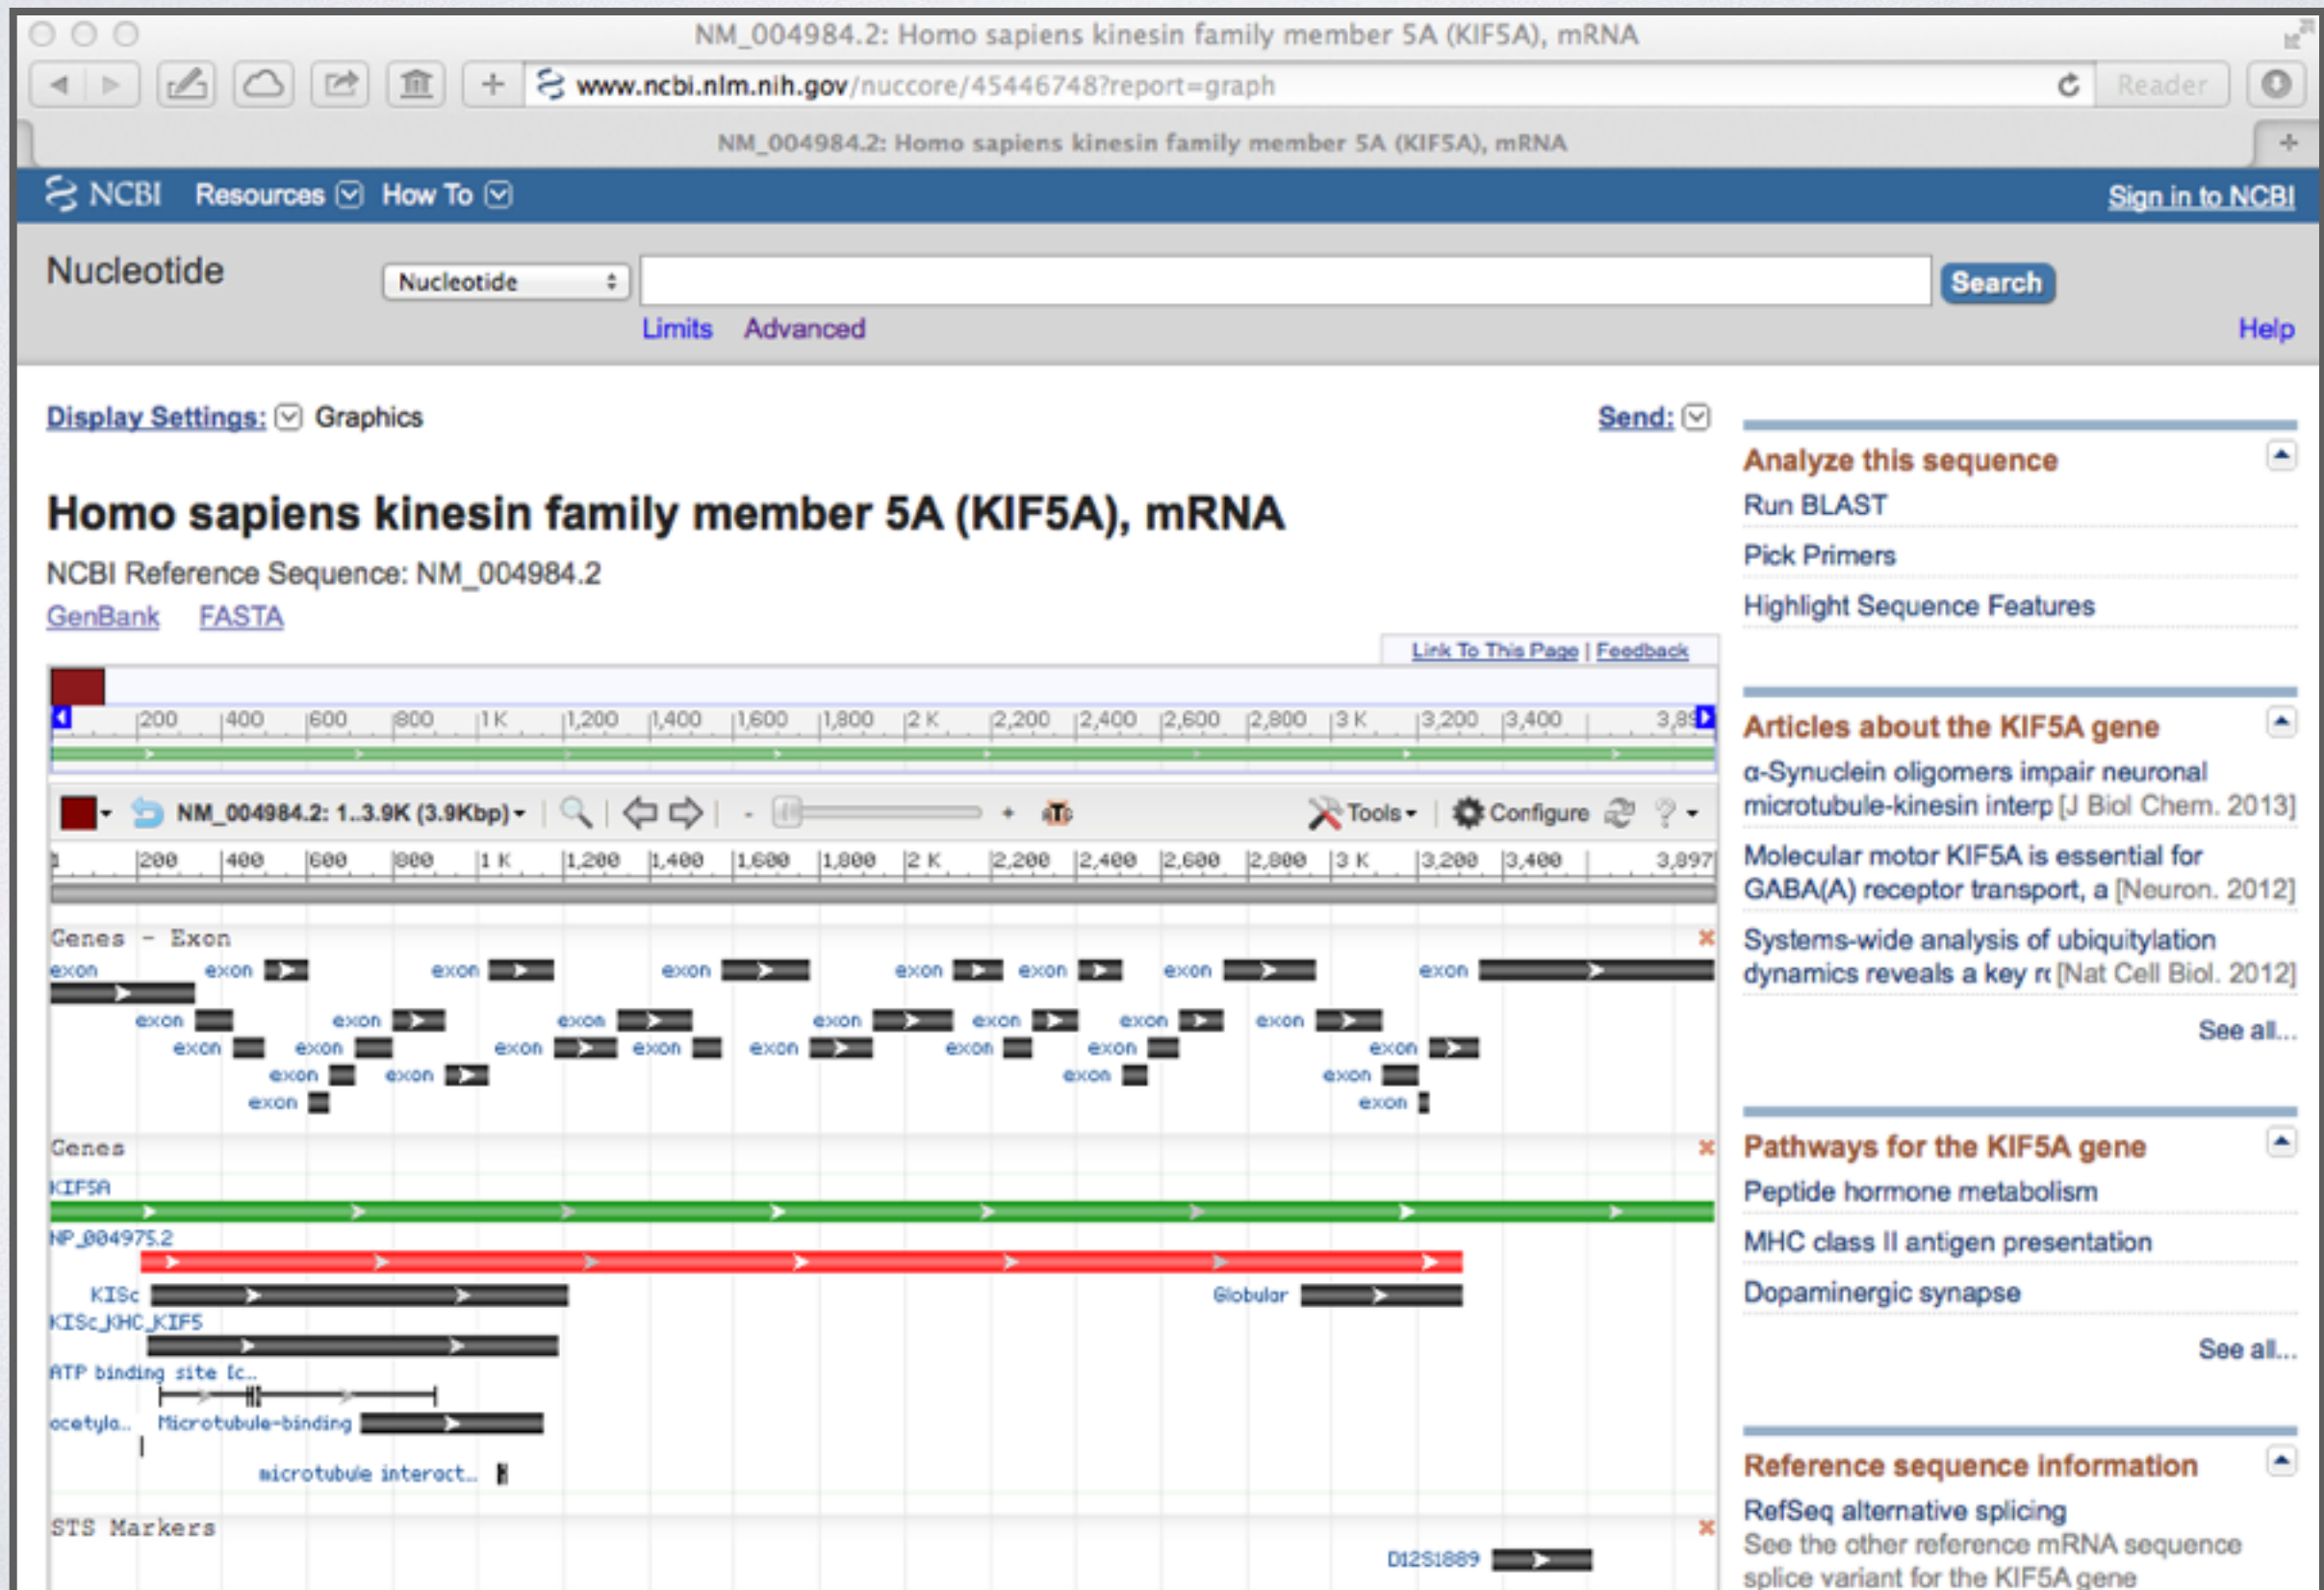 NM_004984.2: Homo sapiens kinesin family member 5A (KIF5A), mRNA
www.ncbi.nlm.nih.gov/nuccore/45446748?report=graph
Reader
NM_004984.2: Homo sapiens kinesin family member 5A (KIF5A), mRNA
NCBI Resources How To Sign in to NCBI
Nucleotide Nucleotide Search
Limits Advanced Help
Display Settings: Graphics Send:
Homo sapiens kinesin family member 5A (KIF5A), mRNA
NCBI Reference Sequence: NM_004984.2
GenBank FASTA
Link To This Page | Feedback
200 400 600 800 1 K 1,200 1,400 1,600 1,800 2 K 2,200 2,400 2,600 2,800 3 K 3,200 3,400 3,89
NM_004984.2: 1..3.9K (3.9Kbp) - + ATG Tools Configure ?
1 200 400 600 800 1 K 1,200 1,400 1,600 1,800 2 K 2,200 2,400 2,600 2,800 3 K 3,200 3,400 3,897
Genes - Exon
exon exon exon exon exon exon exon exon
exon exon exon exon exon exon exon
exon exon exon exon exon exon exon exon
exon exon exon exon
exon exon
Genes
KIF5A
NP_004975.2
KISc Globular
KISc_KHC_KIF5
ATP binding site [c...
acetyla... Microtubule-binding
microtubule interact...
STS Markers
D12S1889
Analyze this sequence
Run BLAST
Pick Primers
Highlight Sequence Features
Articles about the KIF5A gene
α-Synuclein oligomers impair neuronal
microtubule-kinesin interp [J Biol Chem. 2013]
Molecular motor KIF5A is essential for
GABA(A) receptor transport, a [Neuron. 2012]
Systems-wide analysis of ubiquitylation
dynamics reveals a key rc [Nat Cell Biol. 2012]
See all...
Pathways for the KIF5A gene
Peptide hormone metabolism
MHC class II antigen presentation
Dopaminergic synapse
See all...
Reference sequence information
RefSeq alternative splicing
See the other reference mRNA sequence
splice variant for the KIF5A gene